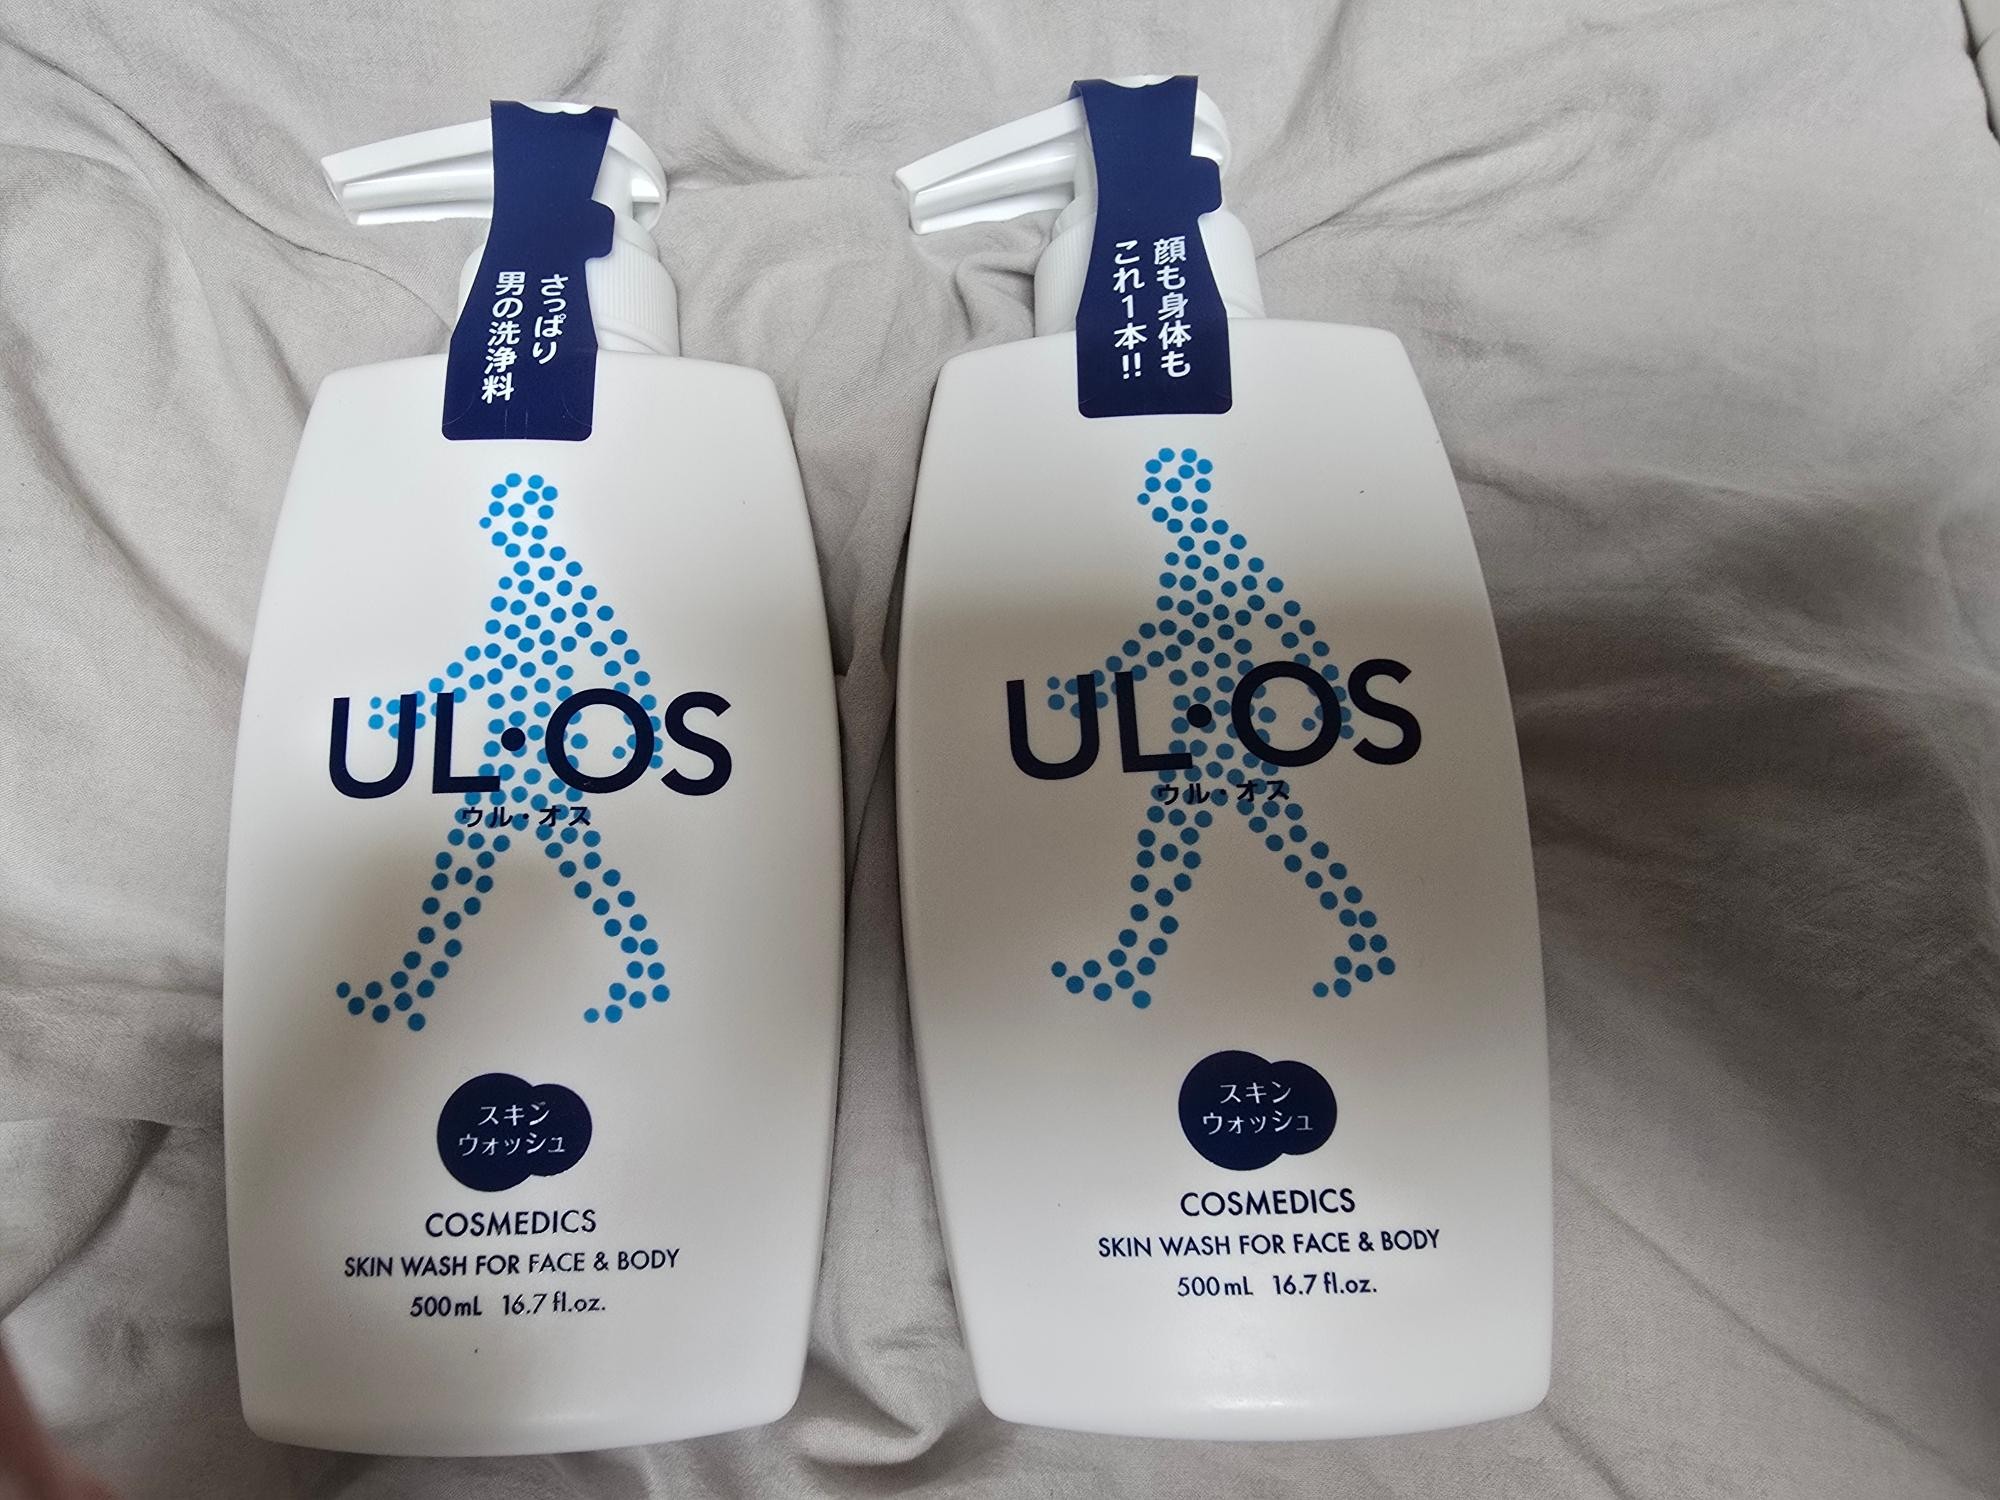 さっぱり
男の洗浄料
UL·OS
ウル・オス
スキン
ウォッシュ
COSMEDICS
SKIN WASH FOR FACE & BODY
500mL 16.7 fl.oz.
顔も身体も
これ1本!!
UL·OS
ウル・オス
スキン
ウォッシュ
COSMEDICS
SKIN WASH FOR FACE & BODY
500mL 16.7 fl.oz.